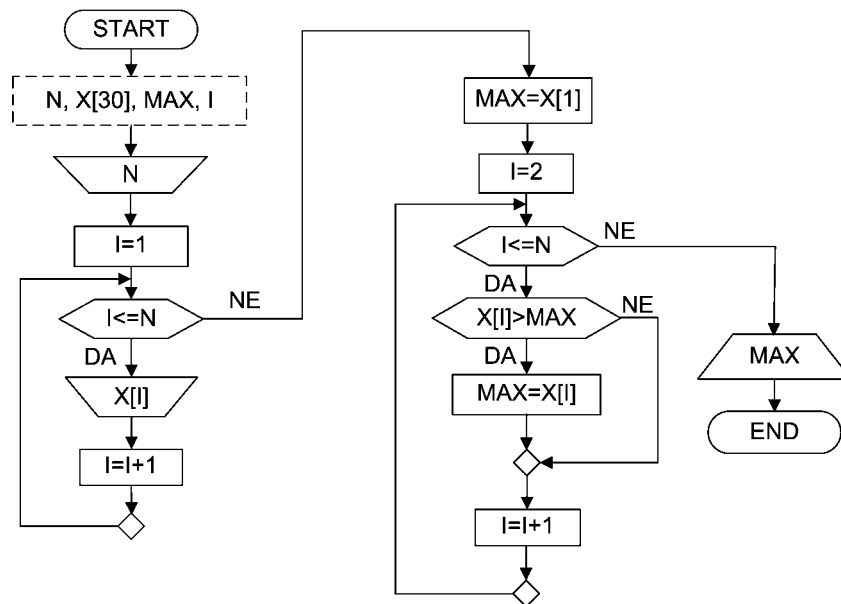 START
N, X[30], MAX, I
N
I=1
I<=N
NE
DA
X[I]
I=I+1
MAX=X[1]
I=2
I<=N
NE
DA
X[I]>MAX
NE
DA
MAX=X[I]
I=I+1
MAX
END